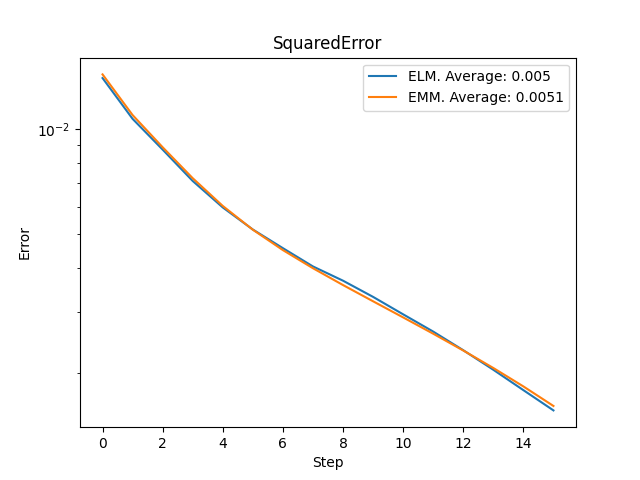 SquaredError
ELM. Average: 0.005
EMM. Average: 0.0051
10⁻²
Error
0 2 4 6 8 10 12 14
Step